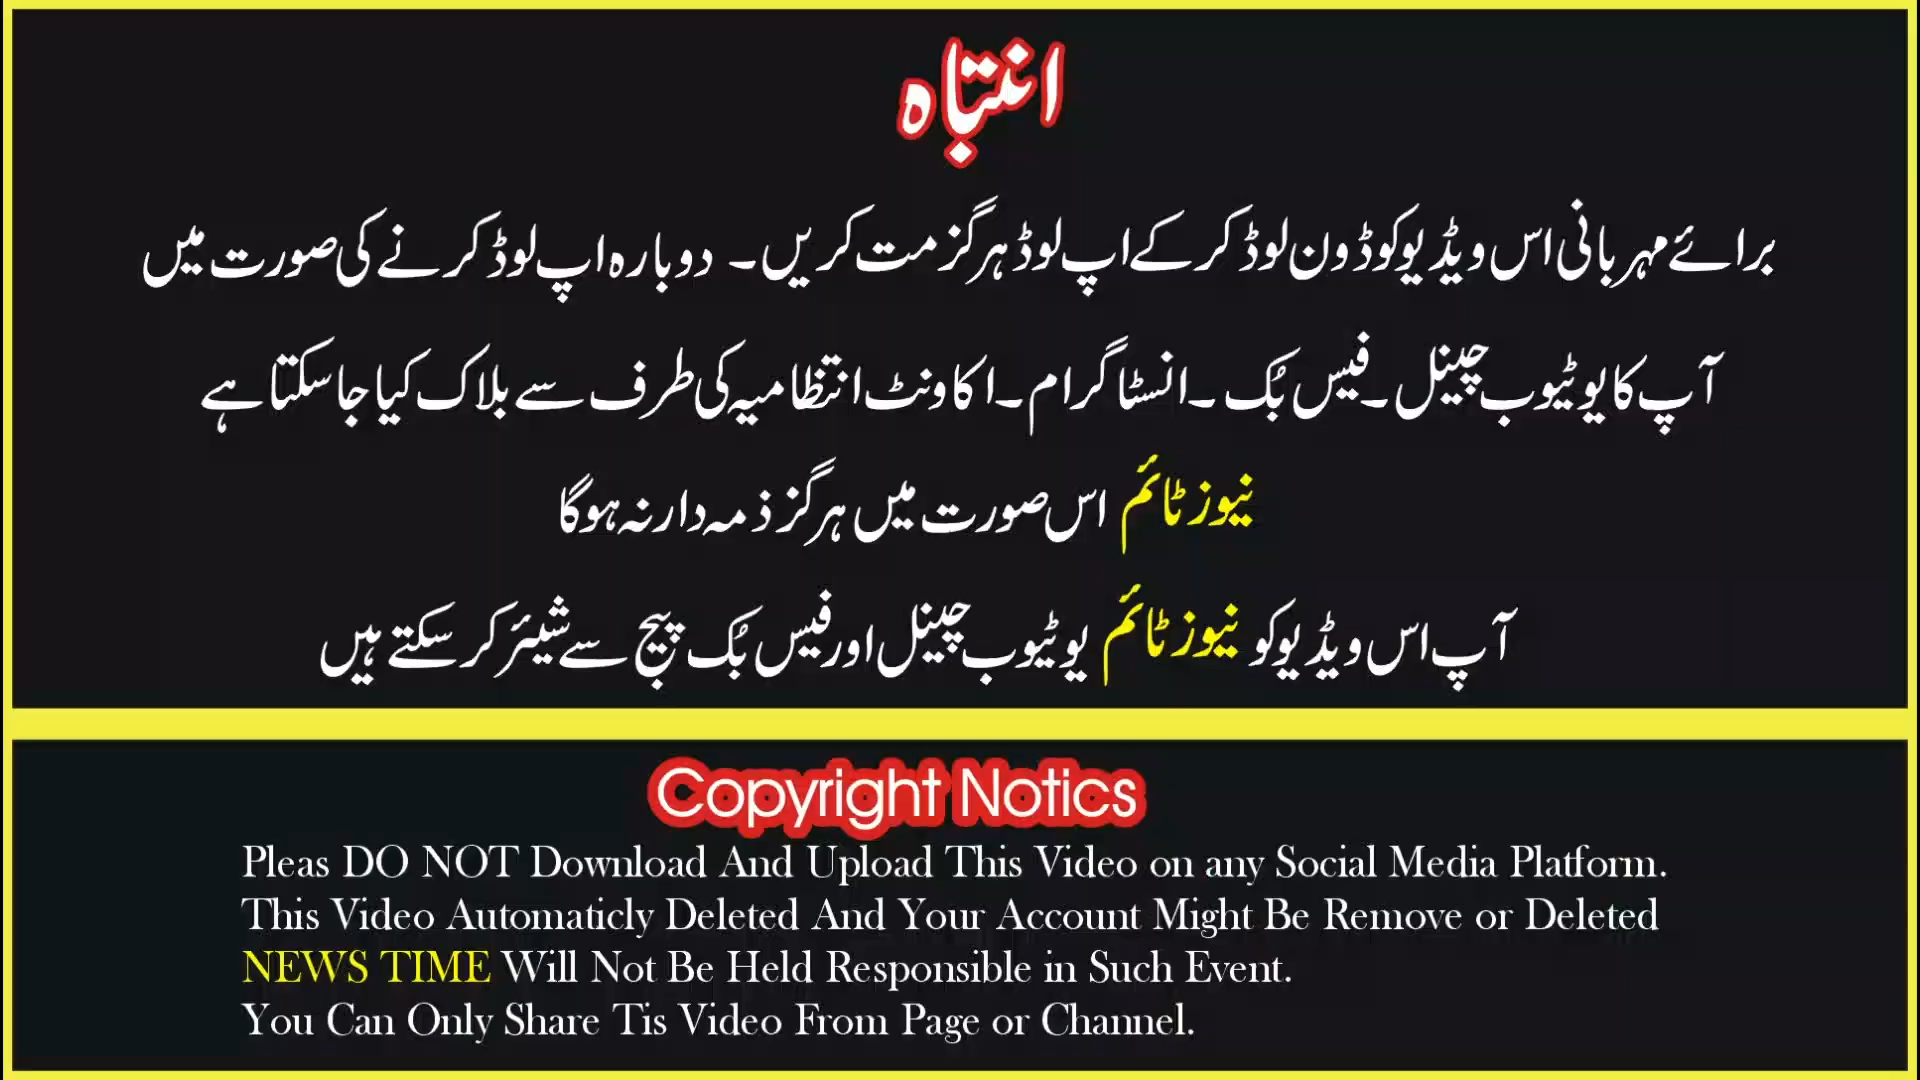 انتباہ
برائے مہربانی اس ویڈیو کو ڈون لوڈ کر کے اپ لوڈ ہرگز مت کریں۔ دوبارہ اپ لوڈ کرنے کی صورت میں
آپ کا یوٹیوب چینل۔فیس بُک۔انسٹا گرام۔اکاونٹ انتظامیہ کی طرف سے بلاک کیا جاسکتا ہے
نیوز ٹائم اس صورت میں ہرگز ذمہ دار نہ ہوگا
آپ اس ویڈیو کو نیوز ٹائم یوٹیوب چینل اور فیس بُک پیج سے شیئر کر سکتے ہیں
Copyright Notics
Pleas DO NOT Download And Upload This Video on any Social Media Platform.
This Video Automaticly Deleted And Your Account Might Be Remove or Deleted
NEWS TIME Will Not Be Held Responsible in Such Event.
You Can Only Share Tis Video From Page or Channel.